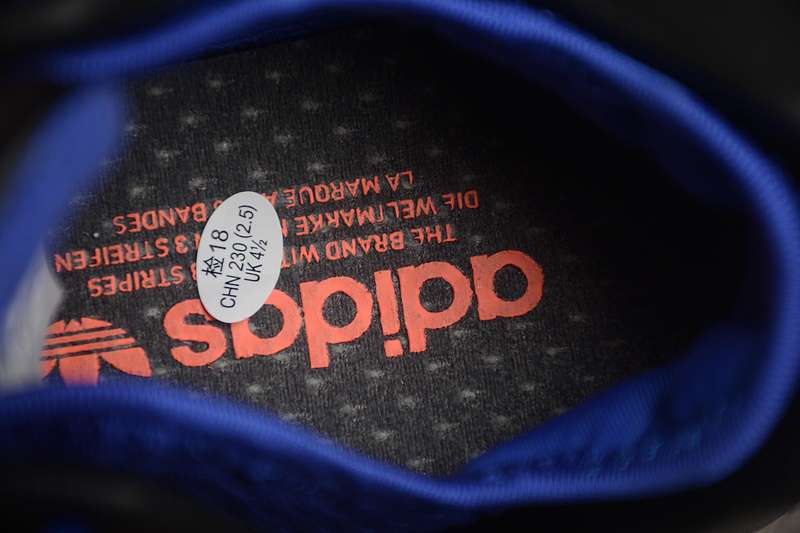 adidas
THE BRAND 3 STRIPES
DIE WELTMARKE 3 STREIFEN
LA MARQUE BANDES
检18
CHN 230 (2.5)
UK 4½